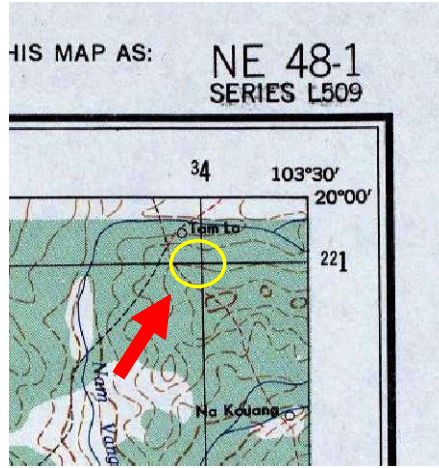 HIS MAP AS:
NE 48-1
SERIES L509
34
103°30′
20°00′
Tam La
221
Nam Vang
Na Kouang